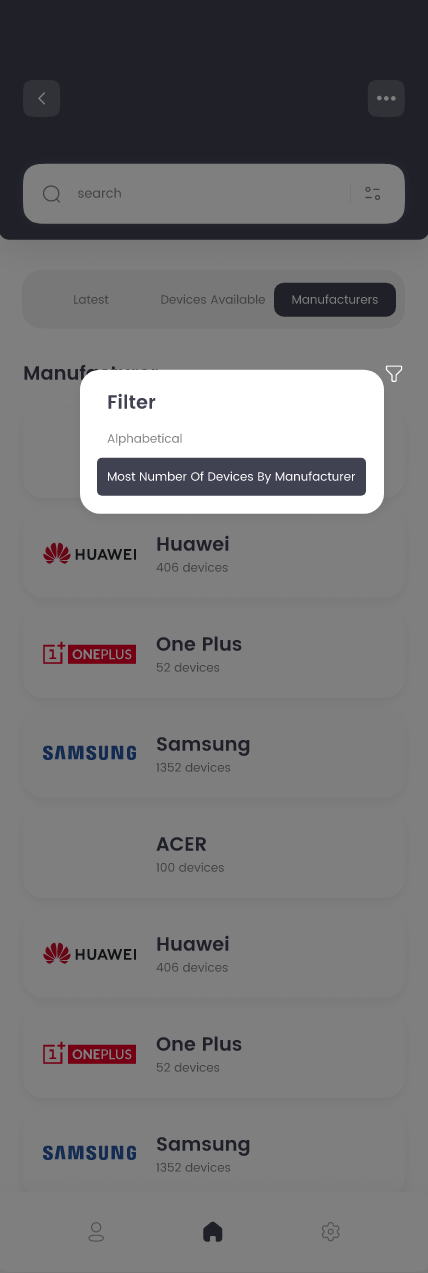 search
Latest
Devices Available
Manufacturers
Filter
Alphabetical
Most Number Of Devices By Manufacturer
HUAWEI
Huawei
406 devices
1+ ONEPLUS
One Plus
52 devices
SAMSUNG
Samsung
1352 devices
ACER
100 devices
HUAWEI
Huawei
406 devices
1+ ONEPLUS
One Plus
52 devices
SAMSUNG
Samsung
1352 devices